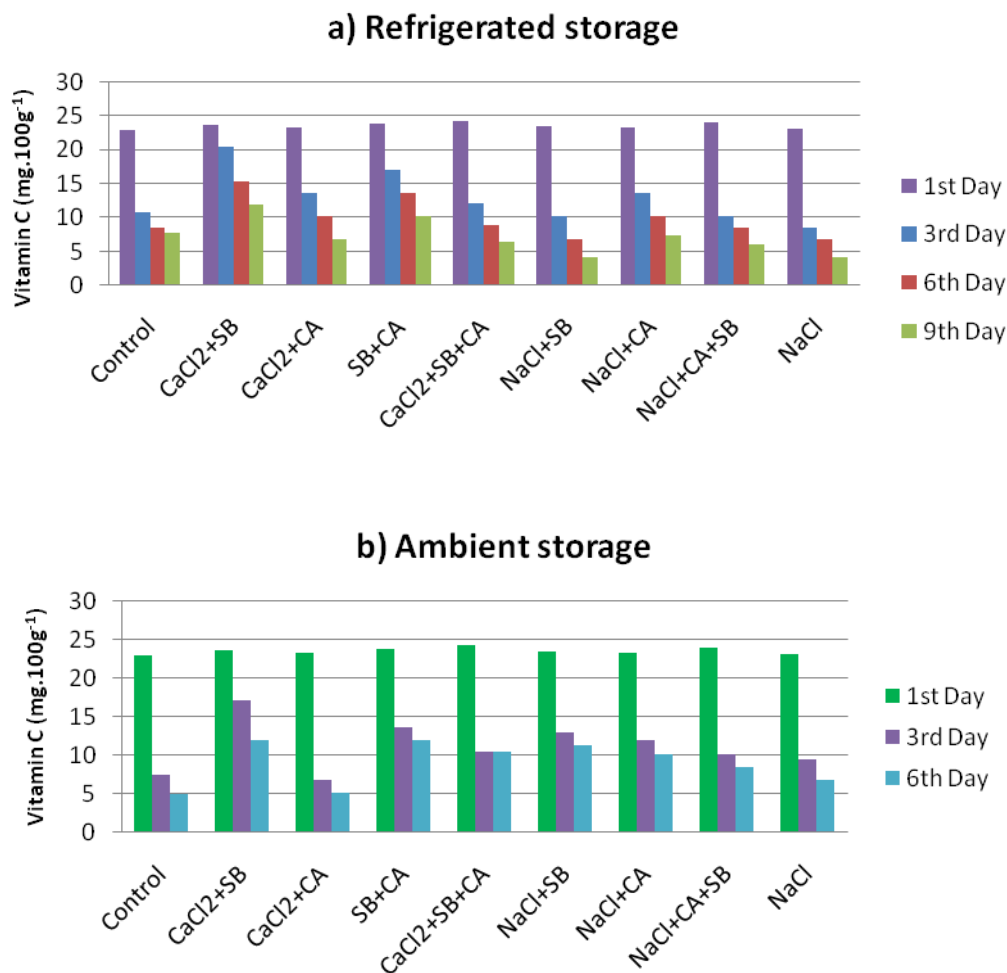 a) Refrigerated storage
Vitamin C (mg.100g⁻¹)
30
25
20
15
10
5
0
Control
CaCl2+SB
CaCl2+CA
SB+CA
CaCl2+SB+CA
NaCl+SB
NaCl+CA
NaCl+CA+SB
NaCl
1st Day
3rd Day
6th Day
9th Day
b) Ambient storage
Vitamin C (mg.100g⁻¹)
30
25
20
15
10
5
0
Control
CaCl2+SB
CaCl2+CA
SB+CA
CaCl2+SB+CA
NaCl+SB
NaCl+CA
NaCl+CA+SB
NaCl
1st Day
3rd Day
6th Day